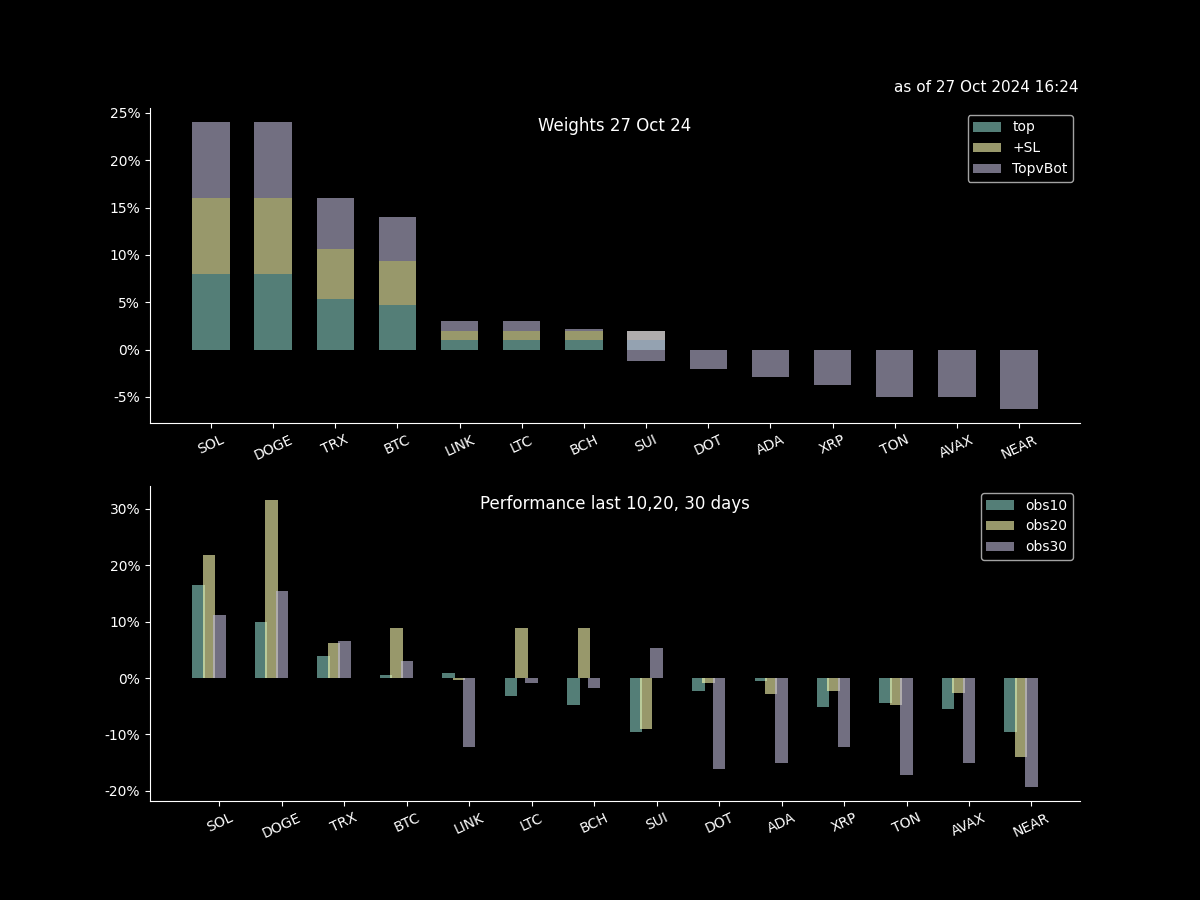 as of 27 Oct 2024 16:24
Weights 27 Oct 24
25%
20%
15%
10%
5%
0%
-5%
top
+SL
TopvBot
SOL DOGE TRX BTC LINK LTC BCH SUI DOT ADA XRP TON AVAX NEAR
Performance last 10,20, 30 days
30%
20%
10%
0%
-10%
-20%
obs10
obs20
obs30
SOL DOGE TRX BTC LINK LTC BCH SUI DOT ADA XRP TON AVAX NEAR